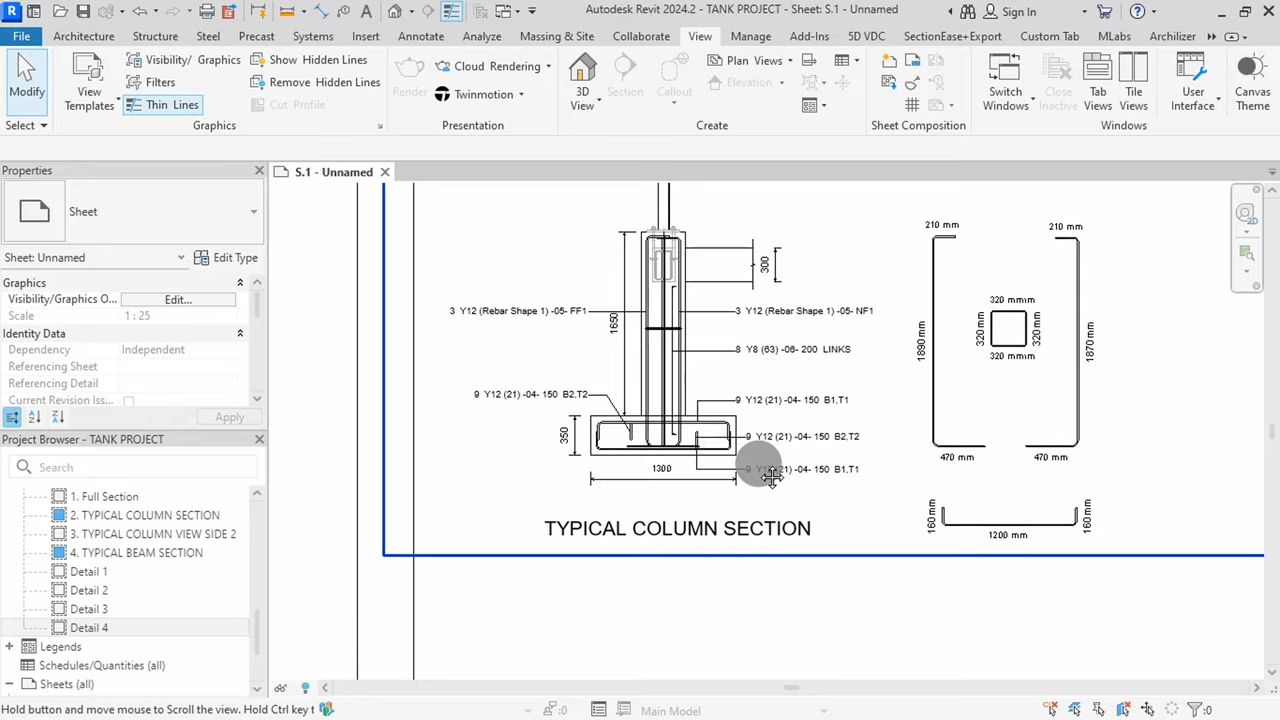 Autodesk Revit 2024.2 - TANK PROJECT - Sheet: S.1 - Unnamed
Sign In
File Architecture Structure Steel Precast Systems Insert Annotate Analyze Massing & Site Collaborate View Manage Add-Ins 5D VDC SectionEase+Export Custom Tab MLabs Archilizer
Modify
View Templates
Visibility/ Graphics
Filters
Thin Lines
Show Hidden Lines
Remove Hidden Lines
Cut Profile
Render
Cloud Rendering
Twinmotion
3D View
Section
Callout
Plan Views
Switch Windows
Close Inactive
Tab Views
Tile Views
User Interface
Canvas Theme
Select
Graphics
Presentation
Create
Sheet Composition
Windows
Properties
S.1 - Unnamed
Sheet
Sheet: Unnamed
Edit Type
Graphics
Visibility/Graphics O...
Edit...
Scale
1 : 25
Identity Data
Dependency
Independent
Referencing Sheet
Referencing Detail
Current Revision Iss...
Apply
Project Browser - TANK PROJECT
Search
1. Full Section
2. TYPICAL COLUMN SECTION
3. TYPICAL COLUMN VIEW SIDE 2
4. TYPICAL BEAM SECTION
Detail 1
Detail 2
Detail 3
Detail 4
Legends
Schedules/Quantities (all)
Sheets (all)
300
3 Y12 (Rebar Shape 1) -05- FF1
1650
3 Y12 (Rebar Shape 1) -05- NF1
8 Y8 (63) -06- 200 LINKS
9 Y12 (21) -04- 150 B2,T2
9 Y12 (21) -04- 150 B1,T1
350
9 Y12 (21) -04- 150 B2,T2
1300
9 Y12 (21) -04- 150 B1,T1
TYPICAL COLUMN SECTION
210 mm
210 mm
320 mm
1890 mm
320 mm
320 mm
1870 mm
320 mm
470 mm
470 mm
160 mm
160 mm
1200 mm
Hold button and move mouse to Scroll the view. Hold Ctrl key t
:0
Main Model
:0